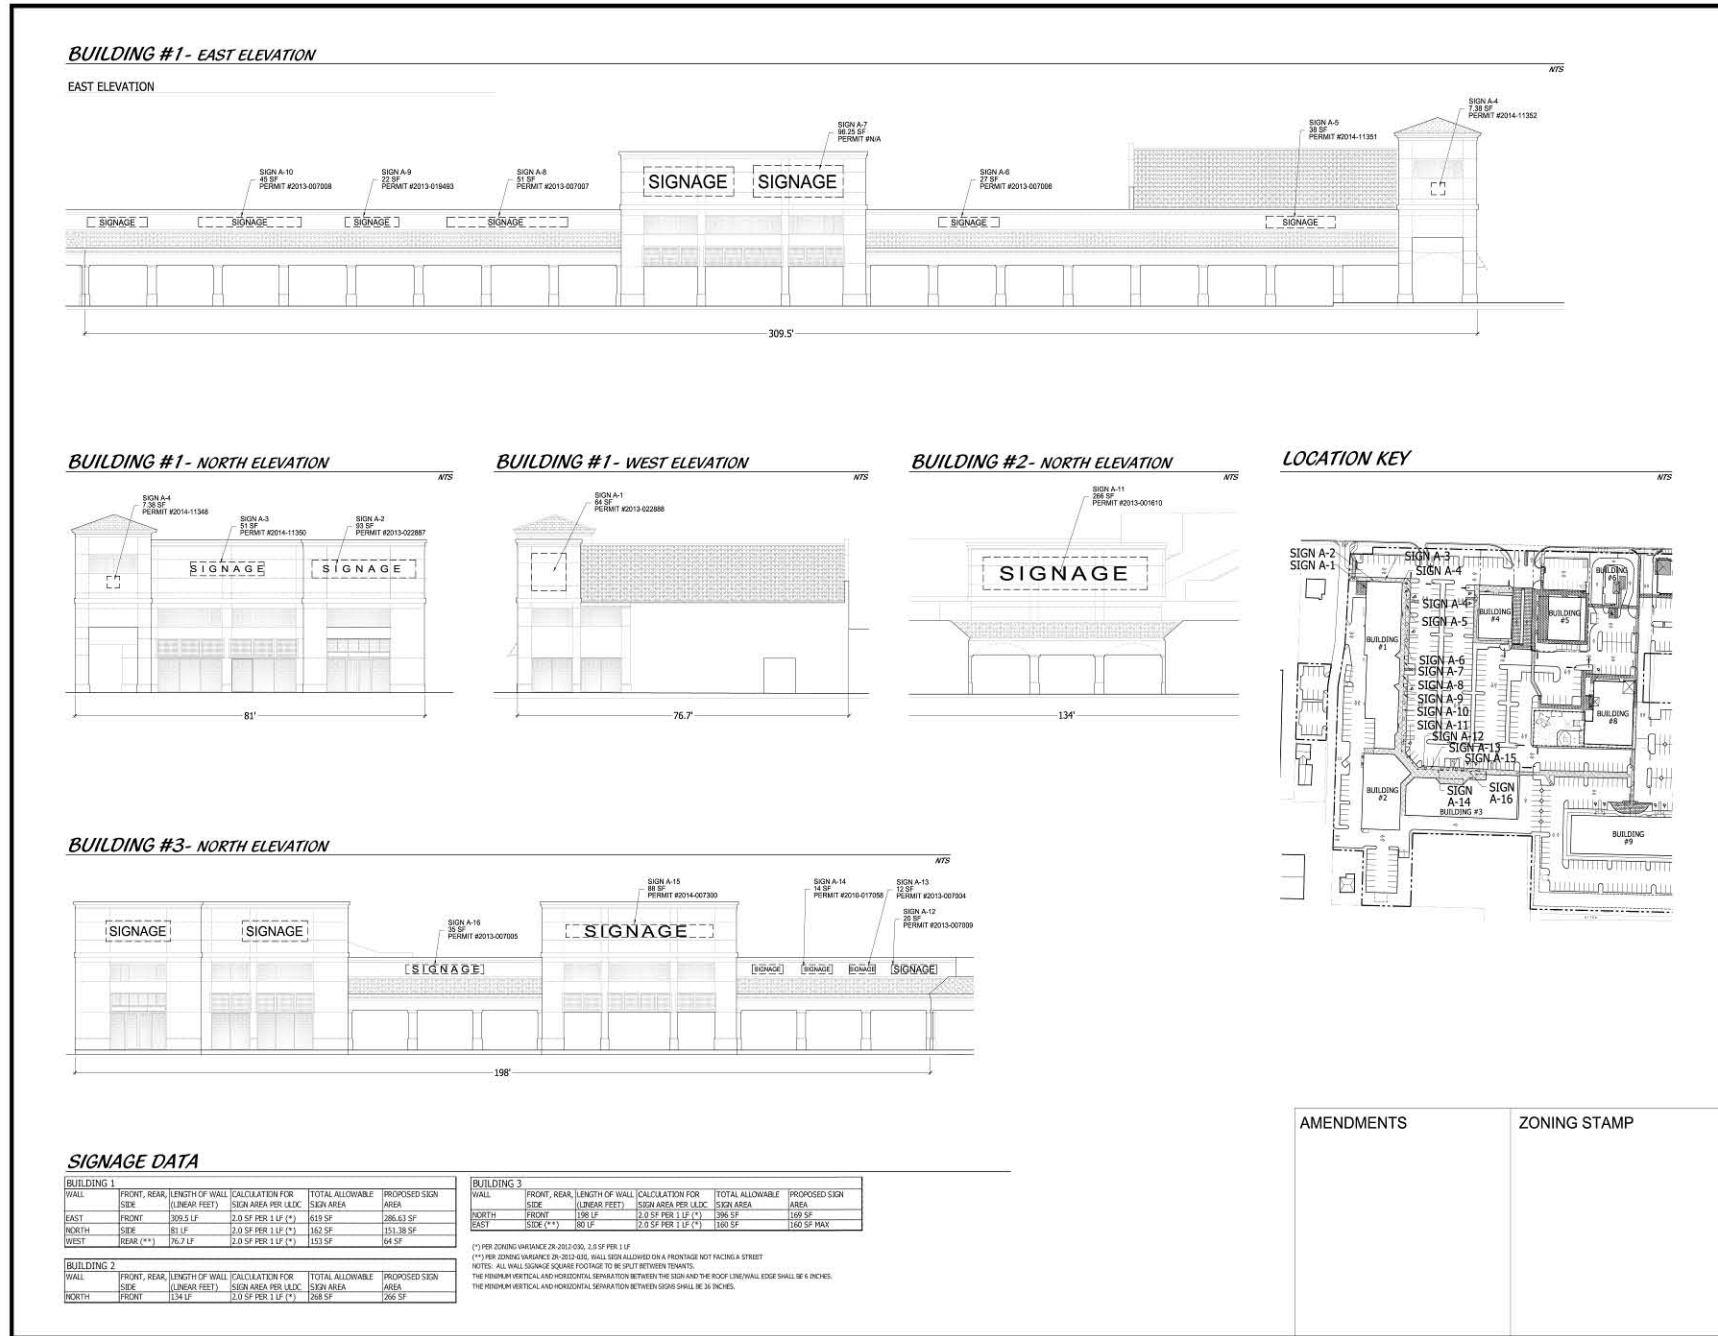 BUILDING #1- EAST ELEVATION
NTS
EAST ELEVATION
SIGN A-10
45 SF
PERMIT #2013-007008
SIGN A-9
22 SF
PERMIT #2013-019493
SIGN A-8
51 SF
PERMIT #2013-007007
SIGN A-7
96.25 SF
PERMIT #N/A
SIGN A-6
27 SF
PERMIT #2013-007006
SIGN A-5
38 SF
PERMIT #2014-11351
SIGN A-4
7.38 SF
PERMIT #2014-11352
SIGNAGE
SIGNAGE
SIGNAGE
SIGNAGE
SIGNAGE
SIGNAGE
SIGNAGE
SIGNAGE
309.5'
BUILDING #1- NORTH ELEVATION
NTS
SIGN A-4
7.38 SF
PERMIT #2014-11348
SIGN A-3
51 SF
PERMIT #2014-11350
SIGN A-2
93 SF
PERMIT #2013-022887
SIGNAGE
SIGNAGE
81'
BUILDING #1- WEST ELEVATION
NTS
SIGN A-1
64 SF
PERMIT #2013-022888
76.7'
BUILDING #2- NORTH ELEVATION
NTS
SIGN A-11
266 SF
PERMIT #2013-001610
SIGNAGE
134'
LOCATION KEY
NTS
SIGN A-2
SIGN A-1
SIGN A-3
SIGN A-4
SIGN A-4
SIGN A-5
SIGN A-6
SIGN A-7
SIGN A-8
SIGN A-9
SIGN A-10
SIGN A-11
SIGN A-12
SIGN A-13
SIGN A-15
SIGN
A-14
SIGN
A-16
BUILDING
#1
BUILDING
#2
BUILDING #3
BUILDING
#4
BUILDING
#5
BUILDING
#6
BUILDING
#8
BUILDING
#9
BUILDING #3- NORTH ELEVATION
NTS
SIGN A-16
35 SF
PERMIT #2013-007005
SIGN A-15
88 SF
PERMIT #2014-007300
SIGN A-14
14 SF
PERMIT #2010-017058
SIGN A-13
12 SF
PERMIT #2013-007004
SIGN A-12
20 SF
PERMIT #2013-007009
SIGNAGE
SIGNAGE
SIGNAGE
SIGNAGE
SIGNAGE
SIGNAGE
SIGNAGE
SIGNAGE
198'
SIGNAGE DATA
BUILDING 1
WALL FRONT, REAR, SIDE LENGTH OF WALL (LINEAR FEET) CALCULATION FOR SIGN AREA PER ULDC TOTAL ALLOWABLE SIGN AREA PROPOSED SIGN AREA
EAST FRONT 309.5 LF 2.0 SF PER 1 LF (*) 619 SF 286.63 SF
NORTH SIDE 81 LF 2.0 SF PER 1 LF (*) 162 SF 151.38 SF
WEST REAR (**) 76.7 LF 2.0 SF PER 1 LF (*) 153 SF 64 SF
BUILDING 2
WALL FRONT, REAR, SIDE LENGTH OF WALL (LINEAR FEET) CALCULATION FOR SIGN AREA PER ULDC TOTAL ALLOWABLE SIGN AREA PROPOSED SIGN AREA
NORTH FRONT 134 LF 2.0 SF PER 1 LF (*) 268 SF 266 SF
BUILDING 3
WALL FRONT, REAR, SIDE LENGTH OF WALL (LINEAR FEET) CALCULATION FOR SIGN AREA PER ULDC TOTAL ALLOWABLE SIGN AREA PROPOSED SIGN AREA
NORTH FRONT 198 LF 2.0 SF PER 1 LF (*) 396 SF 169 SF
EAST SIDE (**) 80 LF 2.0 SF PER 1 LF (*) 160 SF 160 SF MAX
(*) PER ZONING VARIANCE ZR-2012-030, 2.0 SF PER 1 LF
(**) PER ZONING VARIANCE ZR-2012-030, WALL SIGN ALLOWED ON A FRONTAGE NOT FACING A STREET
NOTES: ALL WALL SIGNAGE SQUARE FOOTAGE TO BE SPLIT BETWEEN TENANTS.
THE MINIMUM VERTICAL AND HORIZONTAL SEPARATION BETWEEN THE SIGN AND THE ROOF LINE/WALL EDGE SHALL BE 6 INCHES.
THE MINIMUM VERTICAL AND HORIZONTAL SEPARATION BETWEEN SIGNS SHALL BE 36 INCHES.
AMENDMENTS
ZONING STAMP